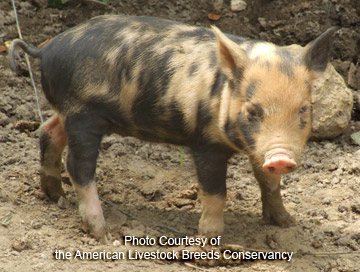 Photo Courtesy of
the American Livestock Breeds Conservancy